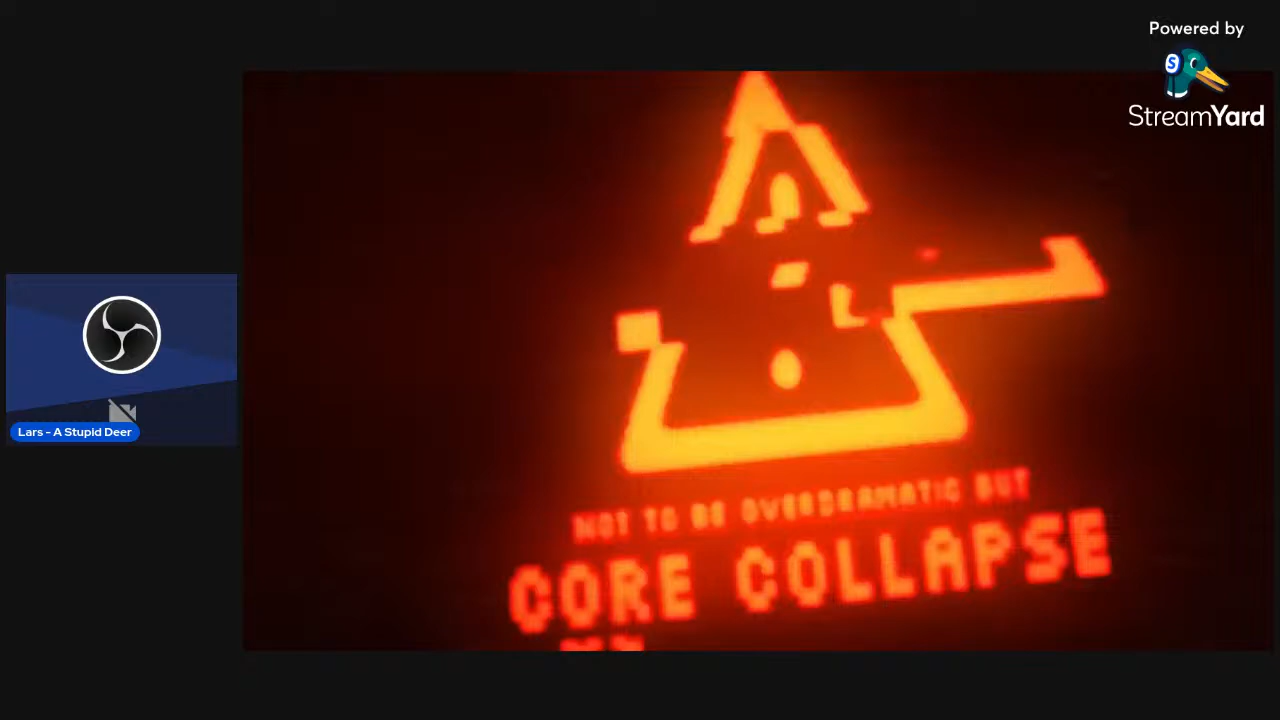 Powered by
StreamYard
Lars - A Stupid Deer
NOT TO BE OVERDRAMATIC BUT
CORE COLLAPSE